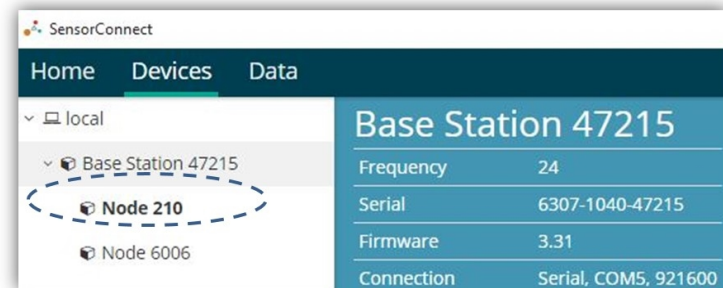 SensorConnect
Home Devices Data
local
Base Station 47215
Node 210
Node 6006
Base Station 47215
Frequency 24
Serial 6307-1040-47215
Firmware 3.31
Connection Serial, COM5, 921600